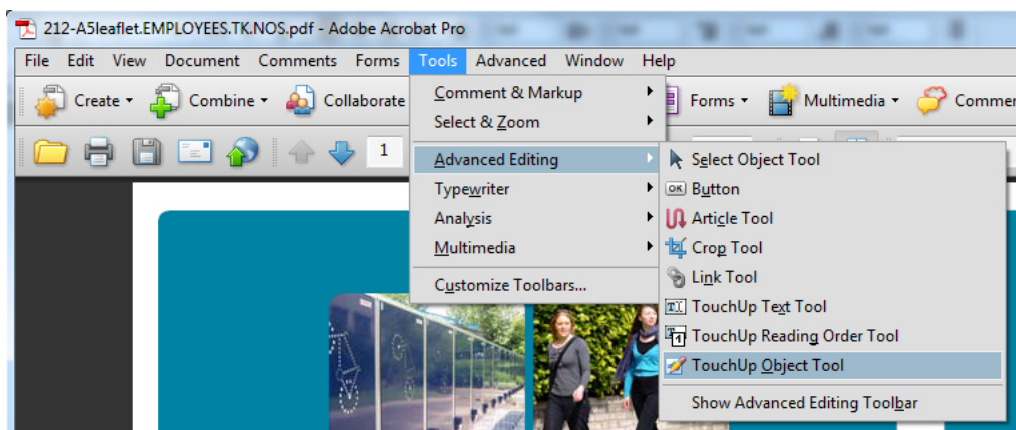 212-A5leaflet.EMPLOYEES.TK.NOS.pdf - Adobe Acrobat Pro
File Edit View Document Comments Forms Tools Advanced Window Help
Create Combine Collaborate Forms Multimedia
1
Comment & Markup
Select & Zoom
Advanced Editing
Typewriter
Analysis
Multimedia
Customize Toolbars...
Select Object Tool
OK Button
Article Tool
Crop Tool
Link Tool
TouchUp Text Tool
TouchUp Reading Order Tool
TouchUp Object Tool
Show Advanced Editing Toolbar